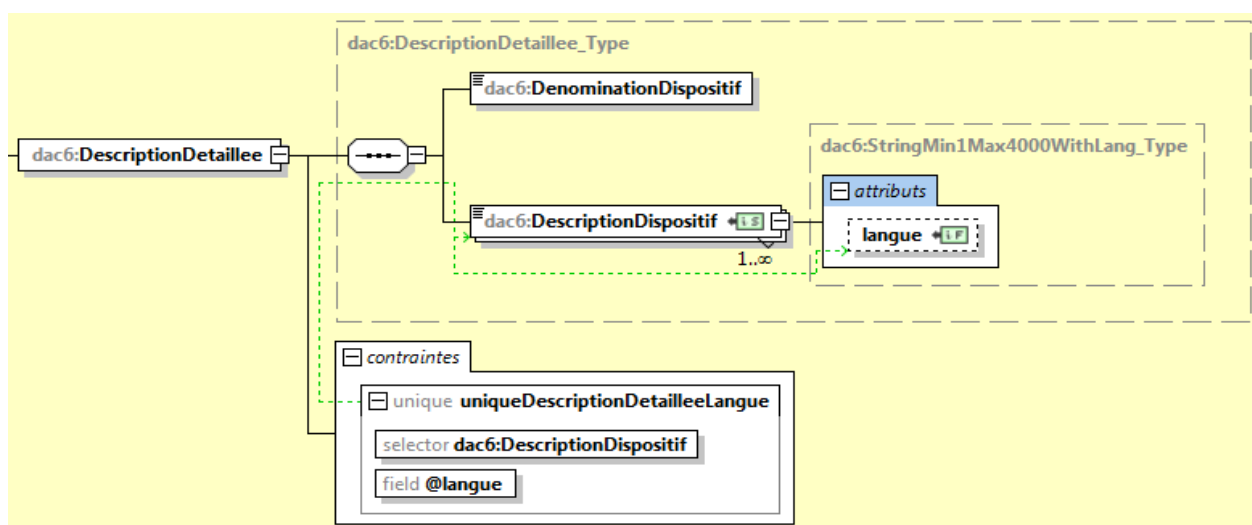 dac6:DescriptionDetaillee_Type
dac6:DenominationDispositif
dac6:DescriptionDetaillee
dac6:StringMin1Max4000WithLang_Type
attributs
dac6:DescriptionDispositif
i S
langue
i F
1..∞
contraintes
unique uniqueDescriptionDetailleeLangue
selector dac6:DescriptionDispositif
field @langue